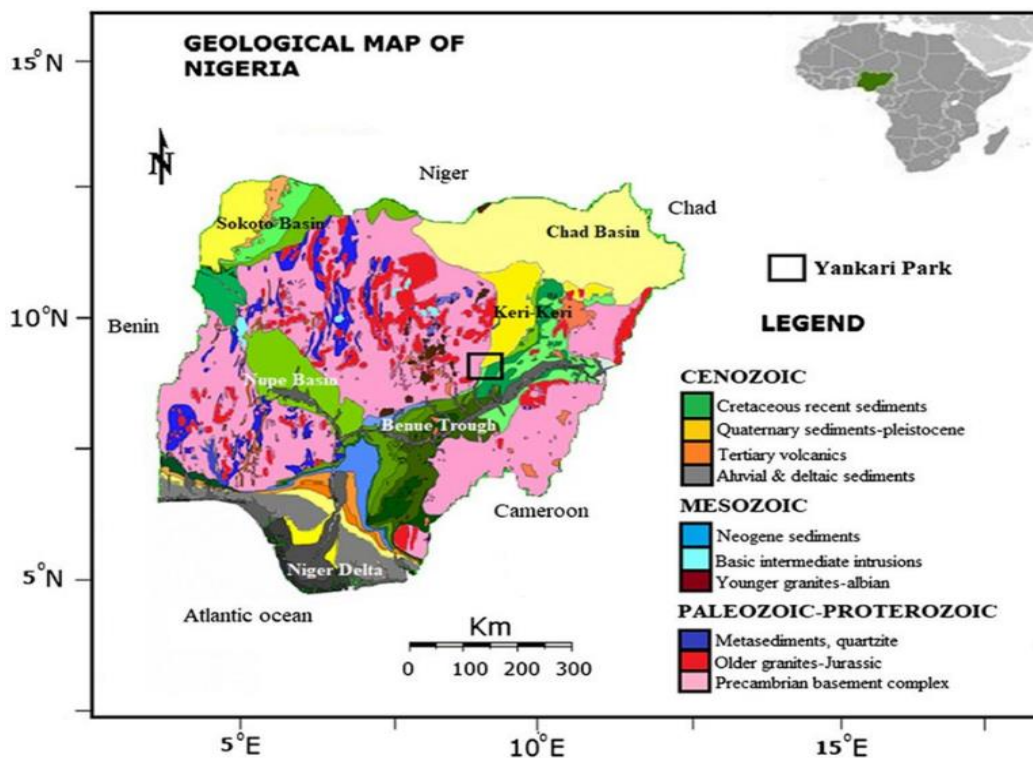 GEOLOGICAL MAP OF
NIGERIA
15°N
N
Niger
Chad
Sokoto Basin
Chad Basin
Yankari Park
10°N
Benin
Keri-Keri
LEGEND
Nupe Basin
Benue Trough
CENOZOIC
Cretaceous recent sediments
Quaternary sediments-pleistocene
Tertiary volcanics
Aluvial & deltaic sediments
MESOZOIC
Neogene sediments
Basic intermediate intrusions
Younger granites-albian
PALEOZOIC-PROTEROZOIC
Metasediments, quartzite
Older granites-Jurassic
Precambrian basement complex
Cameroon
5°N
Niger Delta
Atlantic ocean
Km
0 100 200 300
5°E
10°E
15°E